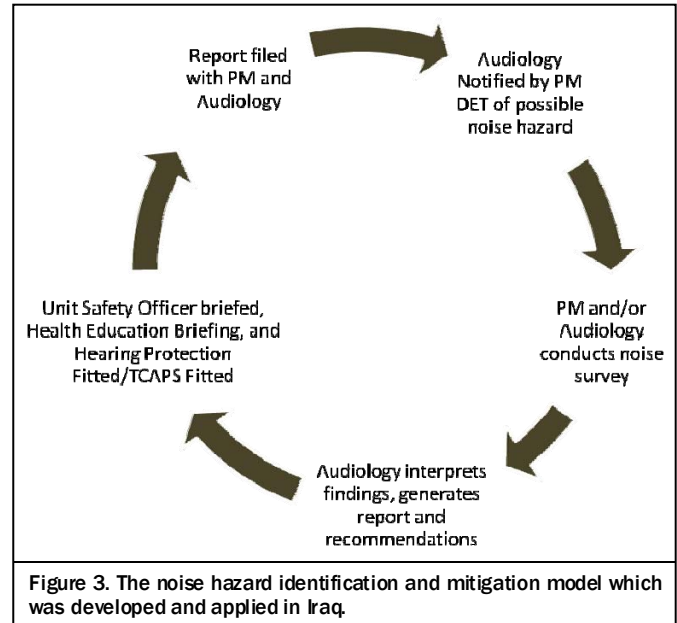 Report filed
with PM and
Audiology
Audiology
Notified by PM
DET of possible
noise hazard
PM and/or
Audiology
conducts noise
survey
Audiology interprets
findings, generates
report and
recommendations
Unit Safety Officer briefed,
Health Education Briefing, and
Hearing Protection
Fitted/TCAPS Fitted
Figure 3. The noise hazard identification and mitigation model which
was developed and applied in Iraq.